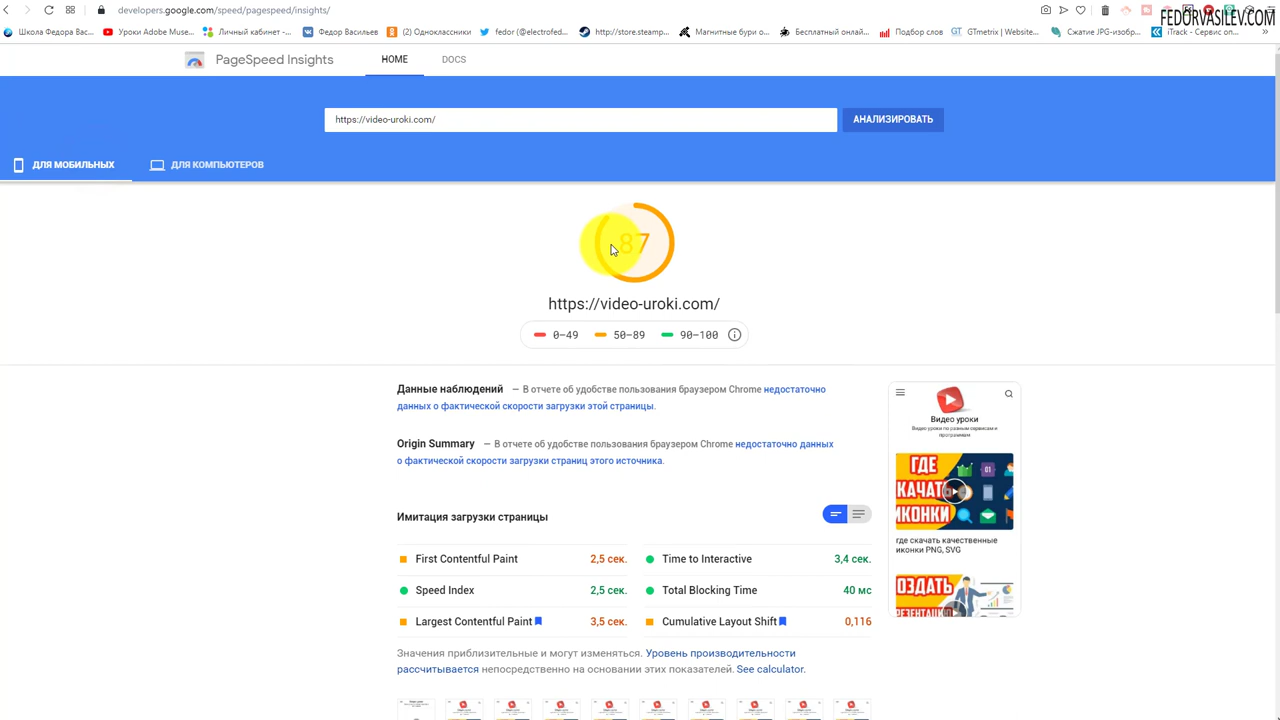 developers.google.com/speed/pagespeed/insights/
FEDORVASILEV.COM
Школа Федора Вас...
Уроки Adobe Muse...
Личный кабинет -...
Федор Васильев
(2) Одноклассники
fedor (@electrofed...
http://store.steamp...
Магнитные бури о...
Бесплатный онлай...
Подбор слов
GTmetrix | Website...
Сжатие JPG-изобр...
iTrack - Сервис оп...
PageSpeed Insights
HOME
DOCS
https://video-uroki.com/
АНАЛИЗИРОВАТЬ
ДЛЯ МОБИЛЬНЫХ
ДЛЯ КОМПЬЮТЕРОВ
87
https://video-uroki.com/
0–49
50–89
90–100
Данные наблюдений — В отчете об удобстве пользования браузером Chrome недостаточно
данных о фактической скорости загрузки этой страницы.
Origin Summary — В отчете об удобстве пользования браузером Chrome недостаточно данных
о фактической скорости загрузки страниц этого источника.
Имитация загрузки страницы
First Contentful Paint 2,5 сек.
Time to Interactive 3,4 сек.
Speed Index 2,5 сек.
Total Blocking Time 40 мс
Largest Contentful Paint 3,5 сек.
Cumulative Layout Shift 0,116
Значения приблизительные и могут изменяться. Уровень производительности
рассчитывается непосредственно на основании этих показателей. See calculator.
Видео уроки
Видео уроки по разным сервисам и
программам
ГДЕ
КАЧАТ
ИКОНКИ
01
где скачать качественные
иконки PNG, SVG
ОЗДАТЬ